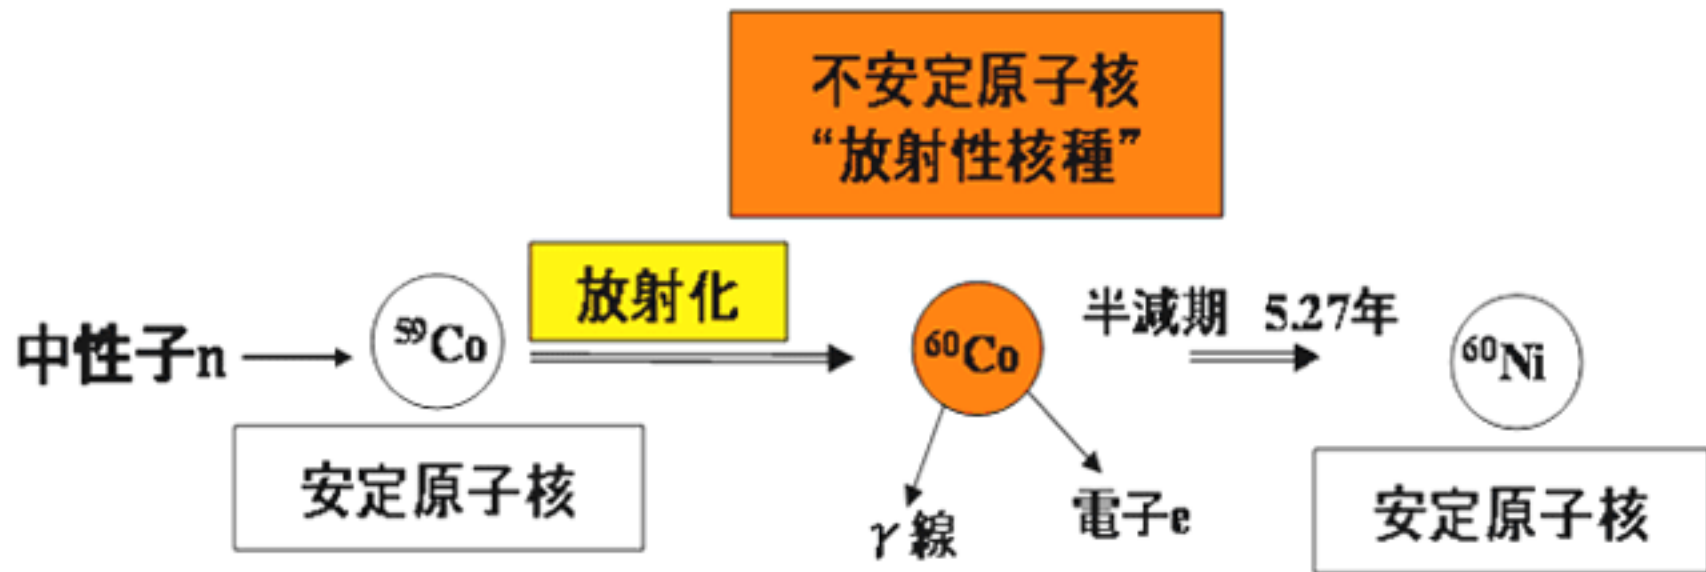 不安定原子核
“放射性核種”
放射化
中性子n
⁵⁹Co
⁶⁰Co
半減期 5.27年
⁶⁰Ni
安定原子核
γ線
電子e
安定原子核